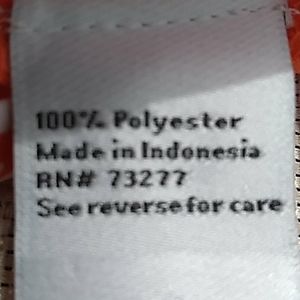 100% Polyester
Made in Indonesia
RN# 73277
See reverse for care